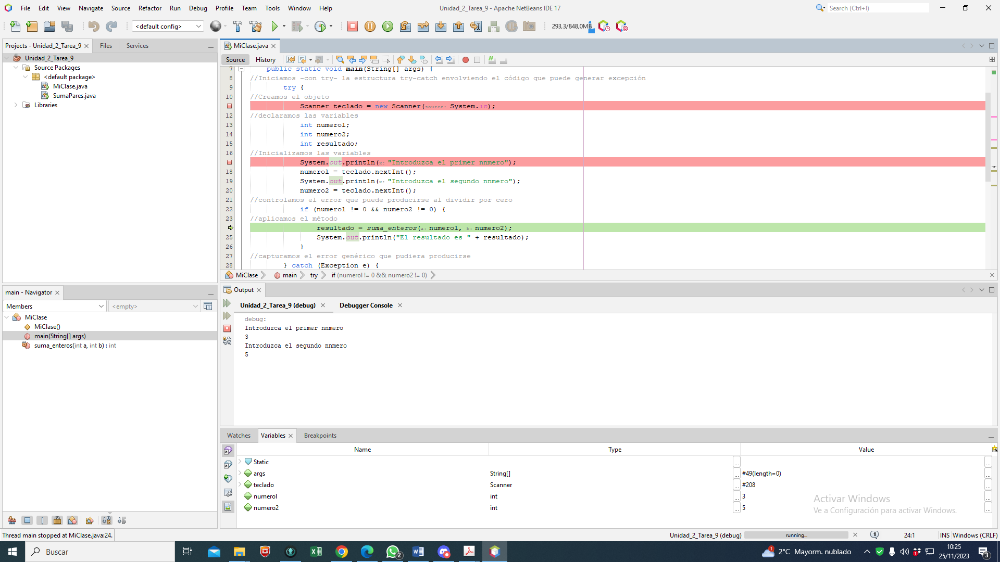 File Edit View Navigate Source Refactor Run Debug Profile Team Tools Window Help
Unidad_2_Tarea_9 - Apache NetBeans IDE 17
Search (Ctrl+I)
<default config>
293,3/848,0MB
Projects - Unidad_2_Tarea_9
Files
Services
Unidad_2_Tarea_9
Source Packages
<default package>
MiClase.java
SumaPares.java
Libraries
MiClase.java
Source
History
7 public static void main(String[] args) {
8 //Iniciamos -con try- la estructura try-catch envolviendo el código que puede generar excepción
9 try {
10 //Creamos el objeto
Scanner teclado = new Scanner(source: System.in);
12 //declaramos las variables
13 int numero1;
14 int numero2;
15 int resultado;
16 //Inicializamos las variables
System.out.println(x: "Introduzca el primer nnmero");
18 numero1 = teclado.nextInt();
19 System.out.println(x: "Introduzca el segundo nnmero");
20 numero2 = teclado.nextInt();
21 //controlamos el error que puede producirse al dividir por cero
22 if (numero1 != 0 && numero2 != 0) {
23 //aplicamos el método
resultado = suma_enteros(a: numero1, b: numero2);
25 System.out.println("El resultado es " + resultado);
26 }
27 //capturamos el error genérico que pudiera producirse
28 } catch (Exception e) {
MiClase main try if (numero1 != 0 && numero2 != 0)
main - Navigator
Members
<empty>
MiClase
MiClase()
main(String[] args)
suma_enteros(int a, int b) : int
Output
Unidad_2_Tarea_9 (debug)
Debugger Console
debug:
Introduzca el primer nnmero
3
Introduzca el segundo nnmero
5
Watches
Variables
Breakpoints
Name Type Value
Static
args String[] #49(length=0)
teclado Scanner #208
numero1 int 3
numero2 int 5
Activar Windows
Ve a Configuración para activar Windows.
Thread main stopped at MiClase.java:24.
Unidad_2_Tarea_9 (debug)
running...
1
24:1
INS
Windows (CRLF)
Buscar
2
1
2°C Mayorm. nublado
1
10:25
25/11/2023
3